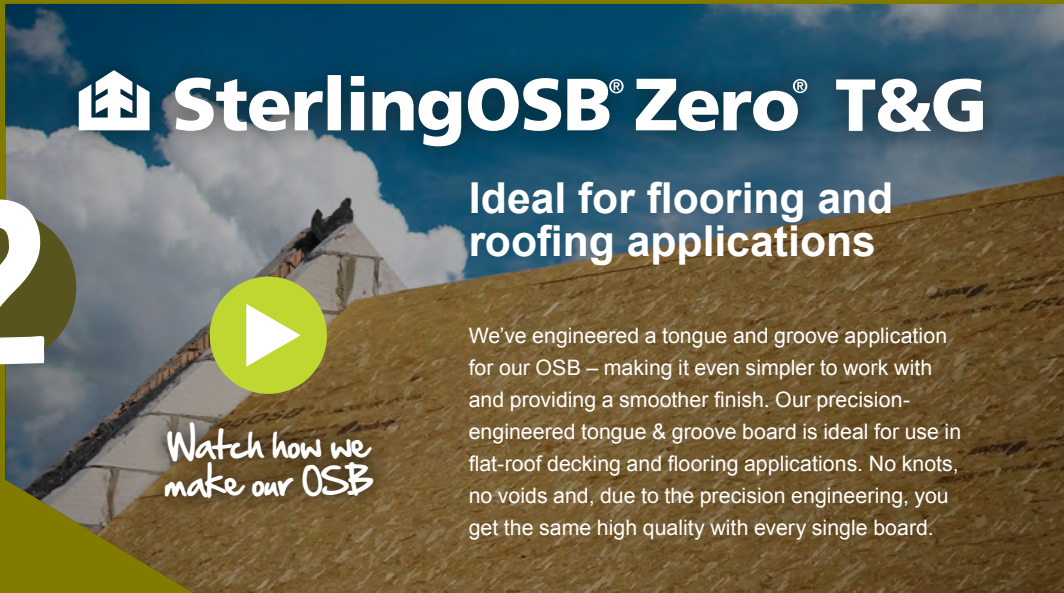 SterlingOSB® Zero® T&G
2
Ideal for flooring and
roofing applications
We’ve engineered a tongue and groove application
for our OSB – making it even simpler to work with
and providing a smoother finish. Our precision-
engineered tongue & groove board is ideal for use in
flat-roof decking and flooring applications. No knots,
no voids and, due to the precision engineering, you
get the same high quality with every single board.
Watch how we
make our OSB